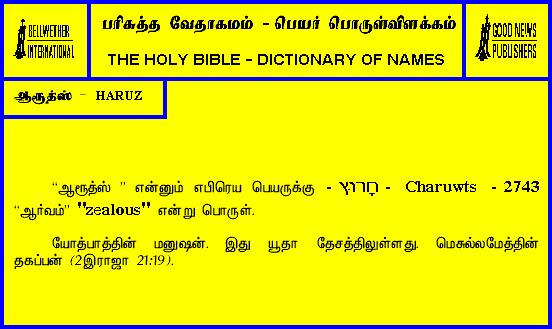 BELLWETHER
INTERNATIONAL
பரிசுத்த வேதாகமம் - பெயர் பொருள்விளக்கம்
THE HOLY BIBLE - DICTIONARY OF NAMES
GOOD NEWS
PUBLISHERS
ஆரூத்ஸ் - HARUZ
“ஆரூத்ஸ் ” என்னும் எபிரெய பெயருக்கு - חָרוּץ - Charuwts - 2743
“ஆர்வம்” "zealous" என்று பொருள்.
யோத்பாத்தின் மனுஷன். இது யூதா தேசத்திலுள்ளது. மெசுல்லமேத்தின்
தகப்பன் (2இராஜா 21:19).